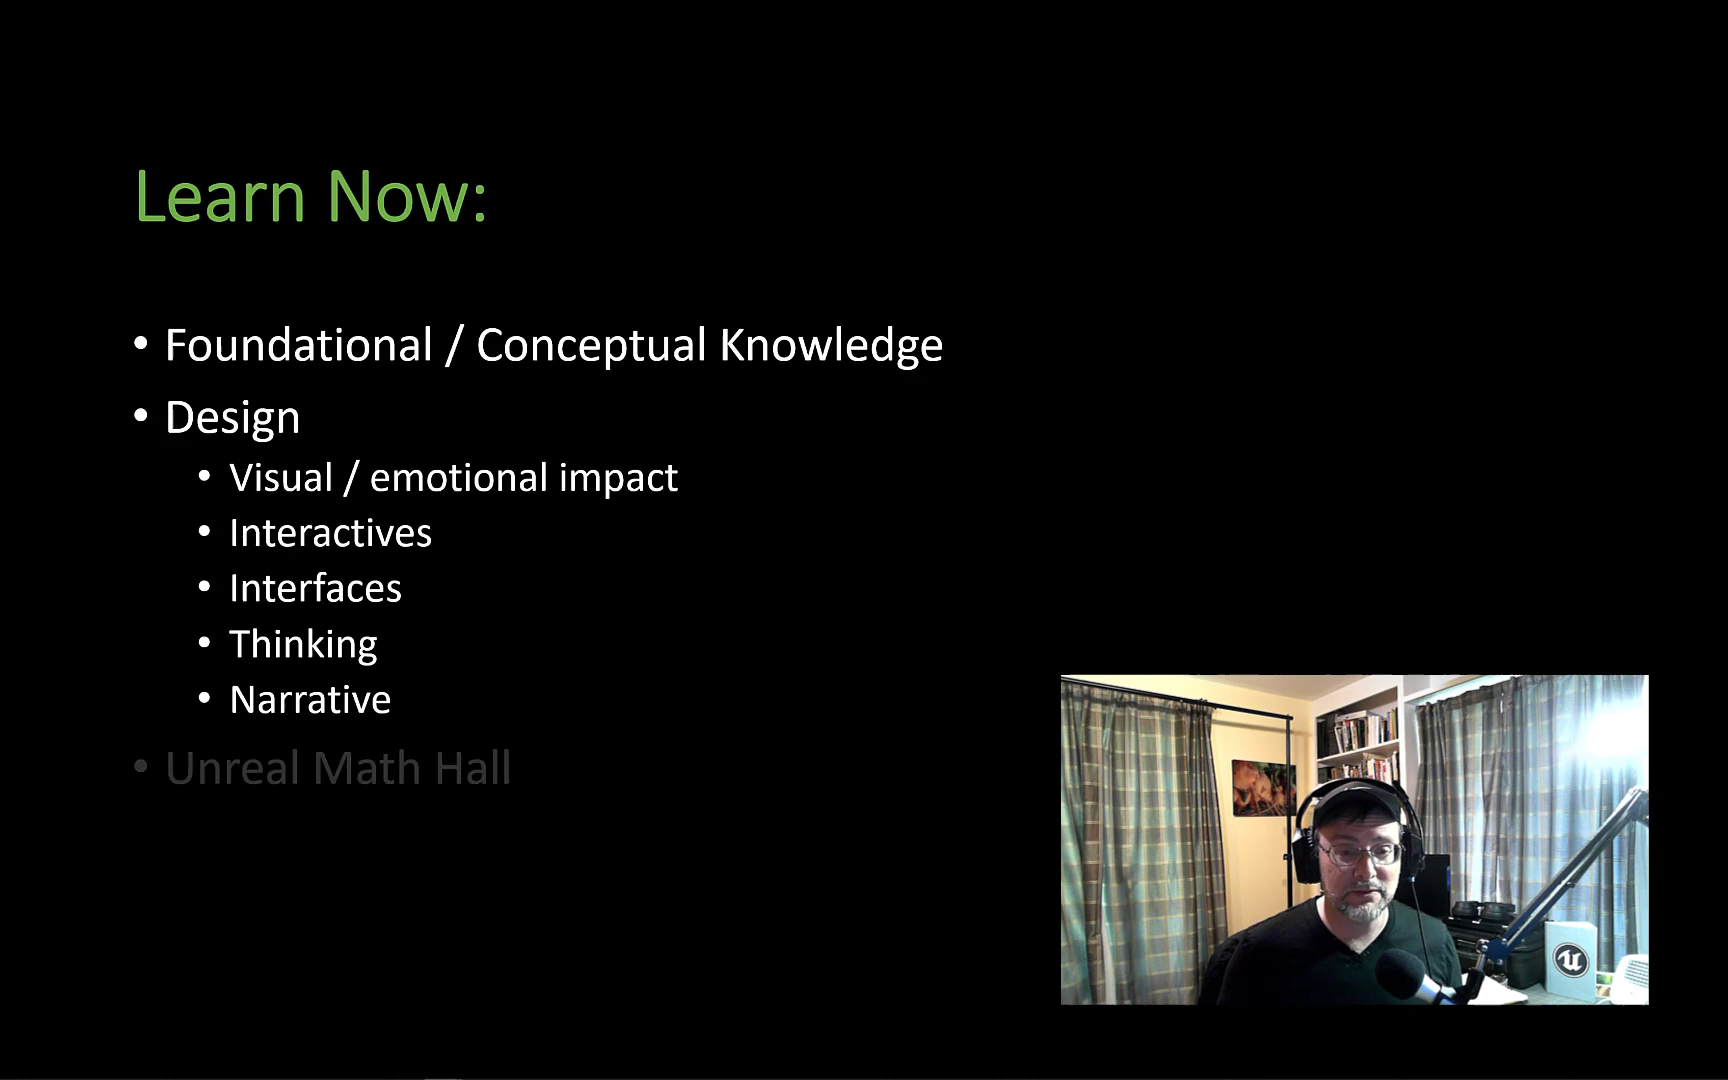 Learn Now:
• Foundational / Conceptual Knowledge
• Design
• Visual / emotional impact
• Interactives
• Interfaces
• Thinking
• Narrative
• Unreal Math Hall